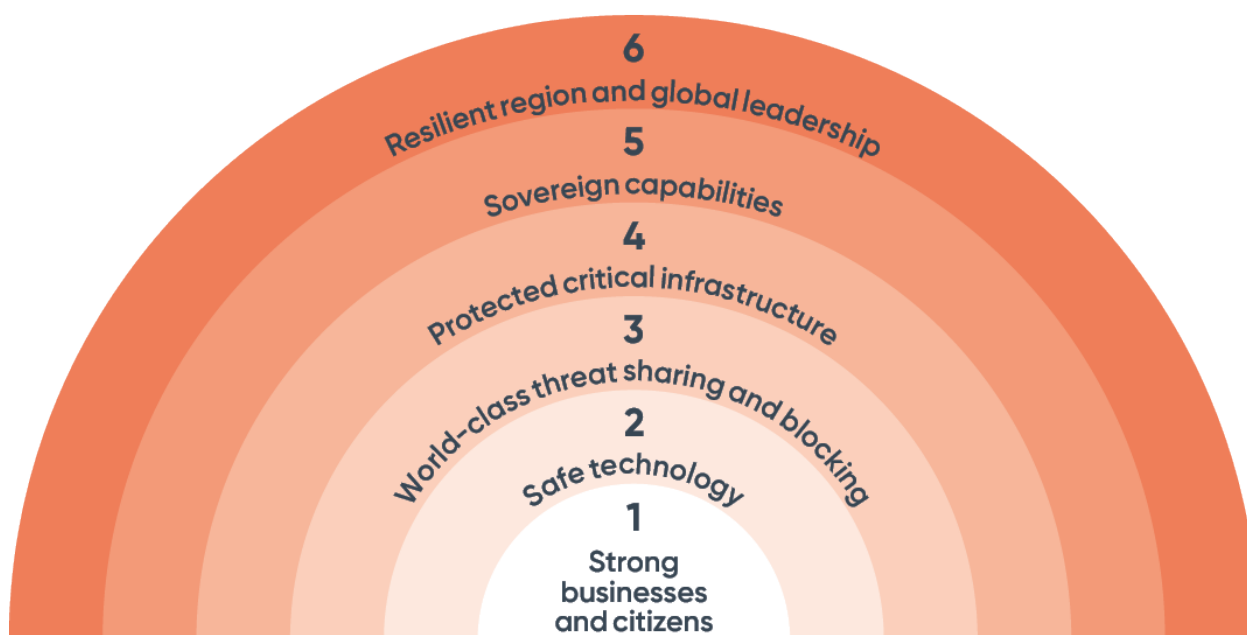 6
Resilient region and global leadership
5
Sovereign capabilities
4
Protected critical infrastructure
3
World-class threat sharing and blocking
2
Safe technology
1
Strong
businesses
and citizens